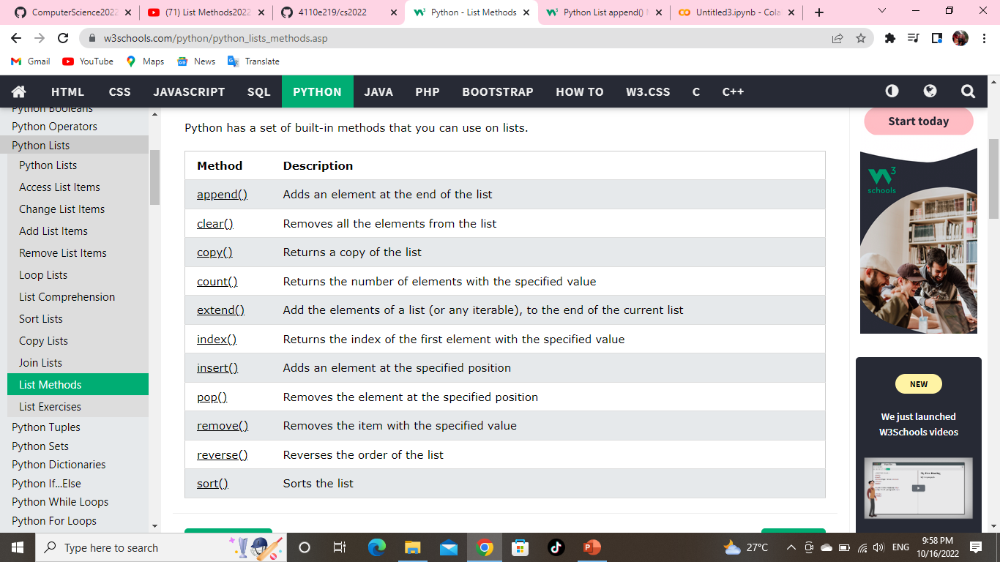 ComputerScience2022
(71) List Methods2022
4110e219/cs2022
Python - List Methods
Python List append() M
Untitled3.ipynb - Cola
w3schools.com/python/python_lists_methods.asp
Gmail
YouTube
Maps
News
Translate
HTML
CSS
JAVASCRIPT
SQL
PYTHON
JAVA
PHP
BOOTSTRAP
HOW TO
W3.CSS
C
C++
Python Booleans
Python Operators
Python Lists
Python Lists
Access List Items
Change List Items
Add List Items
Remove List Items
Loop Lists
List Comprehension
Sort Lists
Copy Lists
Join Lists
List Methods
List Exercises
Python Tuples
Python Sets
Python Dictionaries
Python If...Else
Python While Loops
Python For Loops
Python has a set of built-in methods that you can use on lists.
Method Description
append() Adds an element at the end of the list
clear() Removes all the elements from the list
copy() Returns a copy of the list
count() Returns the number of elements with the specified value
extend() Add the elements of a list (or any iterable), to the end of the current list
index() Returns the index of the first element with the specified value
insert() Adds an element at the specified position
pop() Removes the element at the specified position
remove() Removes the item with the specified value
reverse() Reverses the order of the list
sort() Sorts the list
Start today
W3
schools
NEW
We just launched
W3Schools videos
Type here to search
27°C
ENG
9:58 PM
10/16/2022